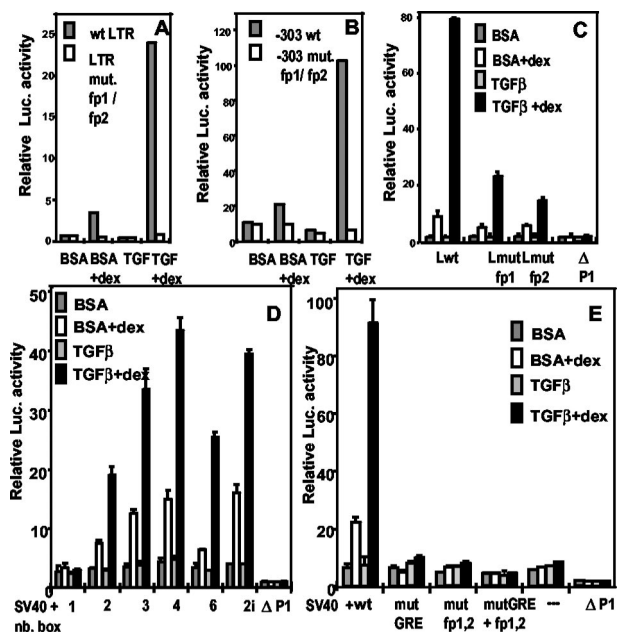 A
Relative Luc. activity
wt LTR
LTR
mut.
fp1 /
fp2
25
20
15
10
5
0
BSA BSA TGF TGF
+dex +dex
B
Relative Luc. activity
-303 wt
-303 mut.
fp1/ fp2
120
100
80
60
40
20
0
BSA BSA TGF TGF
+dex +dex
C
Relative Luc. activity
BSA
BSA+dex
TGFβ
TGFβ +dex
80
60
40
20
0
Lwt Lmut Lmut Δ
fp1 fp2 P1
D
Relative Luc. activity
BSA
BSA+dex
TGFβ
TGFβ+dex
50
40
30
20
10
0
SV40 + 1 2 3 4 6 2i Δ P1
nb. box
E
Relative Luc. activity
BSA
BSA+dex
TGFβ
TGFβ+dex
100
80
60
40
20
0
SV40 +wt mut mut mutGRE --- Δ P1
GRE fp1,2 + fp1,2